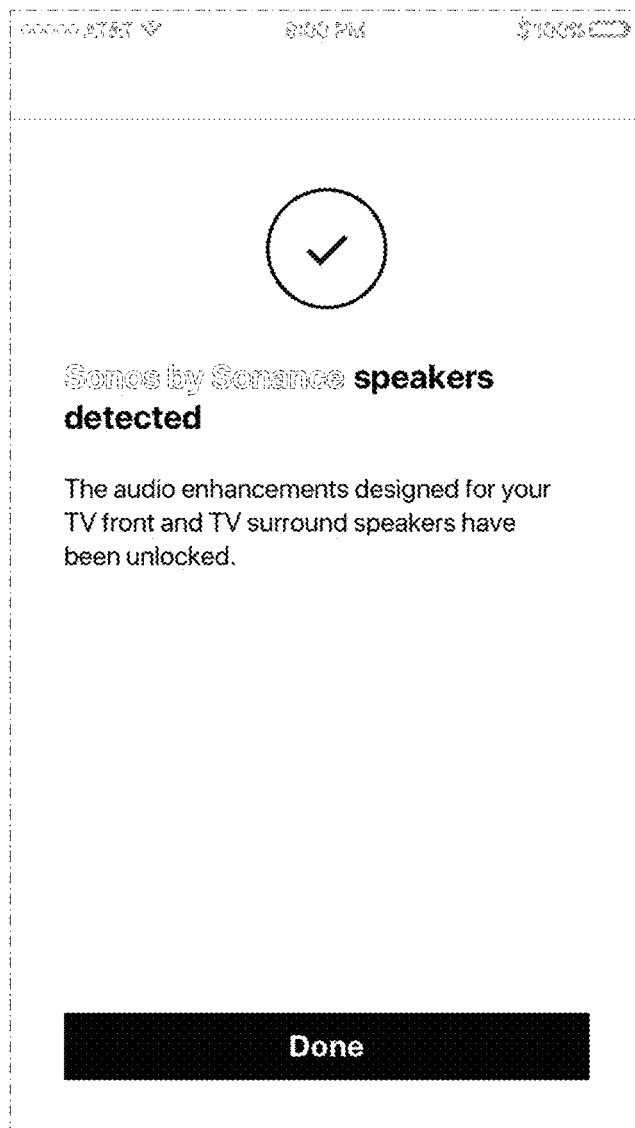 AT&T 9:00 PM 100%
Sonos by Sonance speakers
detected
The audio enhancements designed for your
TV front and TV surround speakers have
been unlocked.
Done